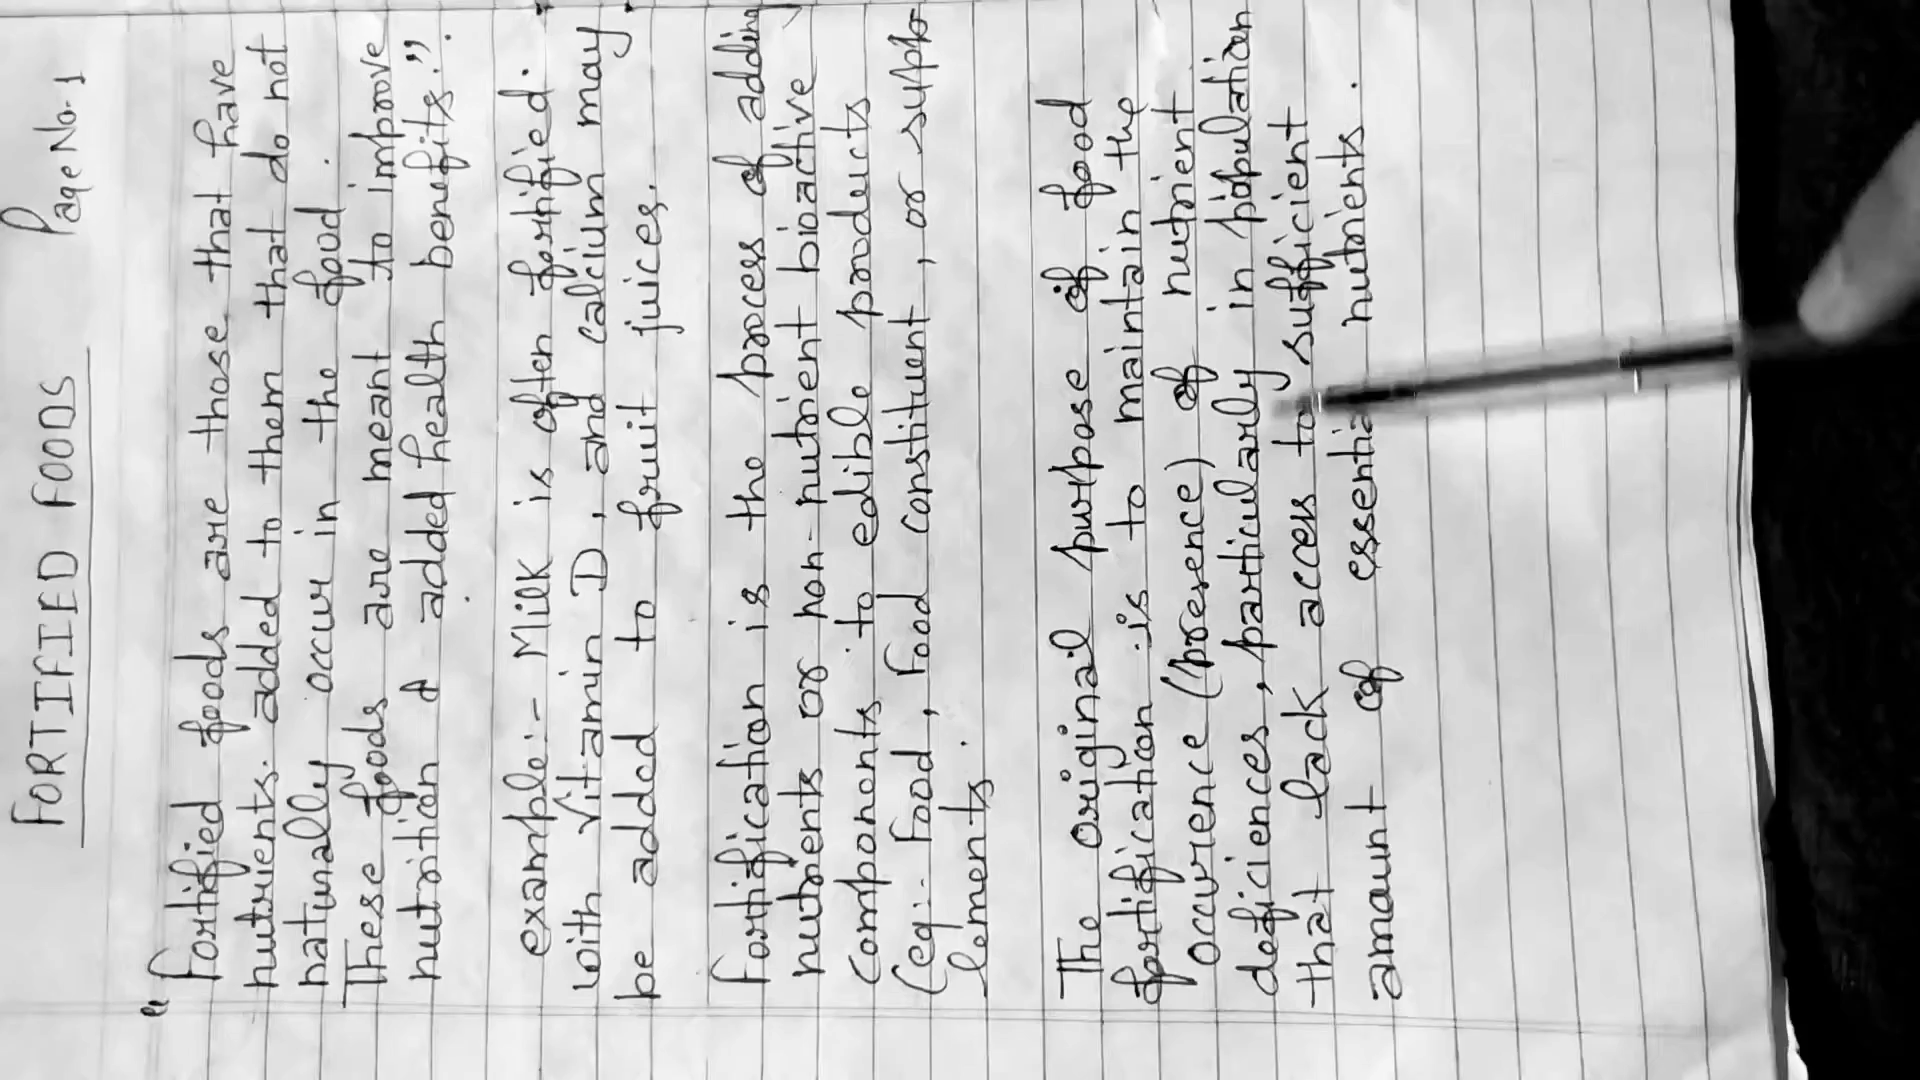 FORTIFIED FOODS
Page No. 1
"Fortified foods are those, that have
nutrients. added to them that do not
naturally occur in the food.
These foods are meant to improve
nutrition & added health benefits.".
example:- Milk is often fortified.
with Vitamin D, and calcium may
be added to fruit juices.
Fortification is the process of adding
nutrients or non-nutrient bioactive
components to edible products
(eg:- Food, Food constituent, or supp
lements.
The original purpose of food
fortification is to maintain the
occurience (presence) of nutrient
deficiences, particularly in population
that lack access to sufficient
amount of essential nutrients.